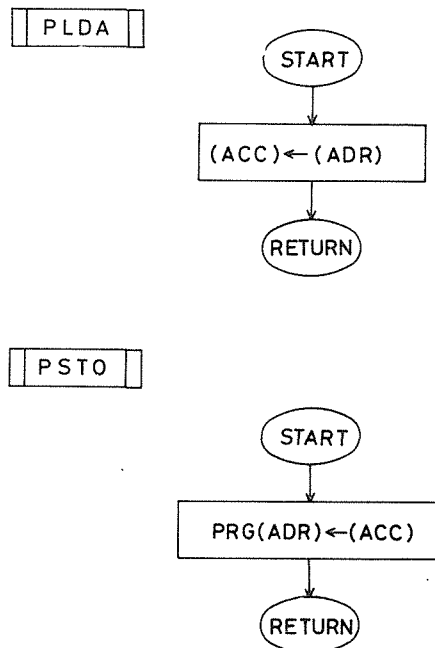 PLDA
START
(ACC)←(ADR)
RETURN
PSTO
START
PRG(ADR)←(ACC)
RETURN